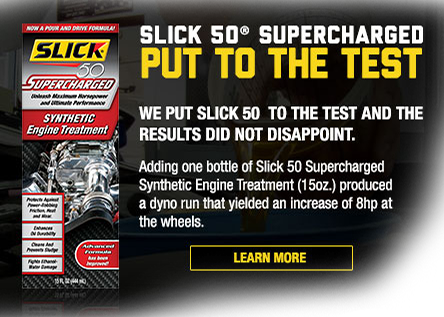 NOW A POUR AND DRIVE FORMULA!
SLICK
50
SUPERCHARGED
Unleash Maximum Horsepower
and Ultimate Performance
SYNTHETIC
Engine Treatment
Protects Against
Power-Robbing
Friction, Heat
and Wear
Enhances
Oil Durability
Cleans And
Prevents Sludge
Fights Ethanol-
Water Damage
Advanced
Formula
has been
Improved!
15 FL OZ (444 mL)
SLICK 50® SUPERCHARGED
PUT TO THE TEST
WE PUT SLICK 50 TO THE TEST AND THE
RESULTS DID NOT DISAPPOINT.
Adding one bottle of Slick 50 Supercharged
Synthetic Engine Treatment (15oz.) produced
a dyno run that yielded an increase of 8hp at
the wheels.
LEARN MORE